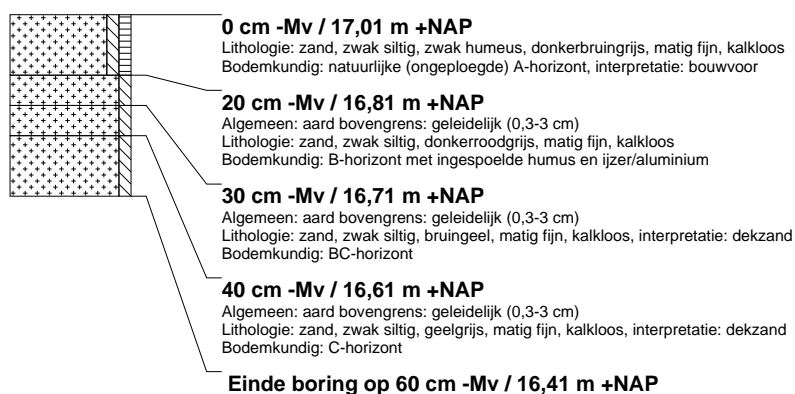 0 cm -Mv / 17,01 m +NAP
Lithologie: zand, zwak siltig, zwak humeus, donkerbruingrijs, matig fijn, kalkloos
Bodemkundig: natuurlijke (ongeploegde) A-horizont, interpretatie: bouwvoor
20 cm -Mv / 16,81 m +NAP
Algemeen: aard bovengrens: geleidelijk (0,3-3 cm)
Lithologie: zand, zwak siltig, donkerroodgrijs, matig fijn, kalkloos
Bodemkundig: B-horizont met ingespoelde humus en ijzer/aluminium
30 cm -Mv / 16,71 m +NAP
Algemeen: aard bovengrens: geleidelijk (0,3-3 cm)
Lithologie: zand, zwak siltig, bruingeel, matig fijn, kalkloos, interpretatie: dekzand
Bodemkundig: BC-horizont
40 cm -Mv / 16,61 m +NAP
Algemeen: aard bovengrens: geleidelijk (0,3-3 cm)
Lithologie: zand, zwak siltig, geelgrijs, matig fijn, kalkloos, interpretatie: dekzand
Bodemkundig: C-horizont
Einde boring op 60 cm -Mv / 16,41 m +NAP